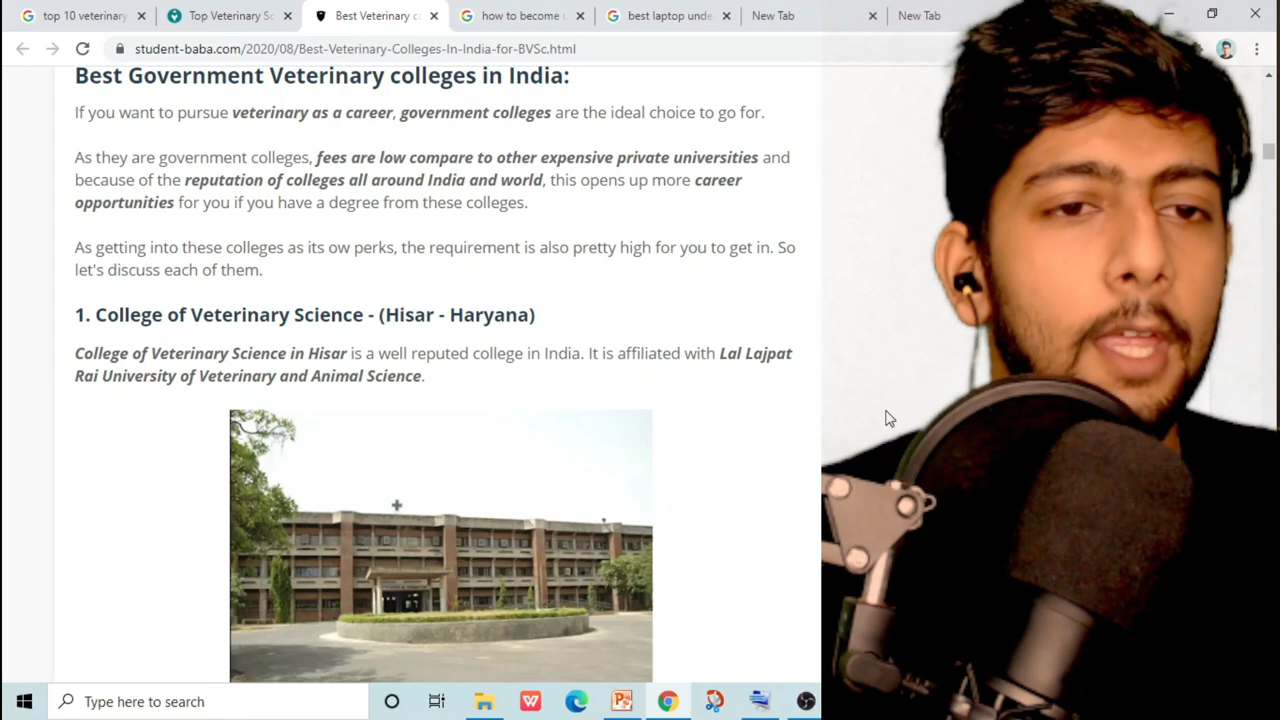 top 10 veterinary
Top Veterinary Sc
Best Veterinary c
how to become
best laptop unde
New Tab
New Tab
student-baba.com/2020/08/Best-Veterinary-Colleges-In-India-for-BVSc.html
Best Government Veterinary colleges in India:
If you want to pursue veterinary as a career, government colleges are the ideal choice to go for.
As they are government colleges, fees are low compare to other expensive private universities and
because of the reputation of colleges all around India and world, this opens up more career
opportunities for you if you have a degree from these colleges.
As getting into these colleges as its ow perks, the requirement is also pretty high for you to get in. So
let's discuss each of them.
1. College of Veterinary Science - (Hisar - Haryana)
College of Veterinary Science in Hisar is a well reputed college in India. It is affiliated with Lal Lajpat
Rai University of Veterinary and Animal Science.
Type here to search